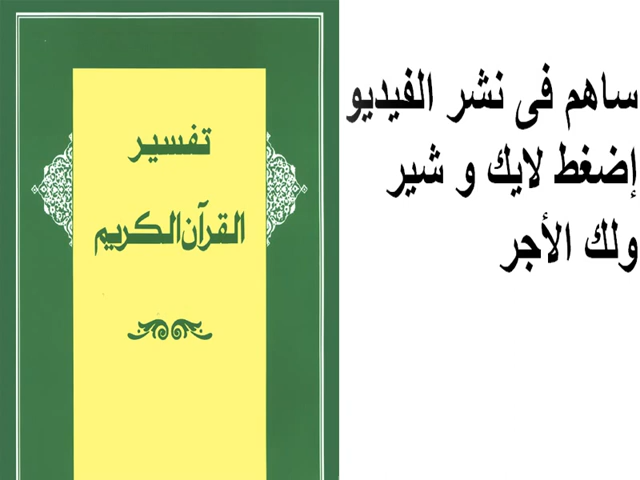 تفسير
القرآن الكريم
ساهم فى نشر الفيديو
إضغط لايك و شير
ولك الأجر